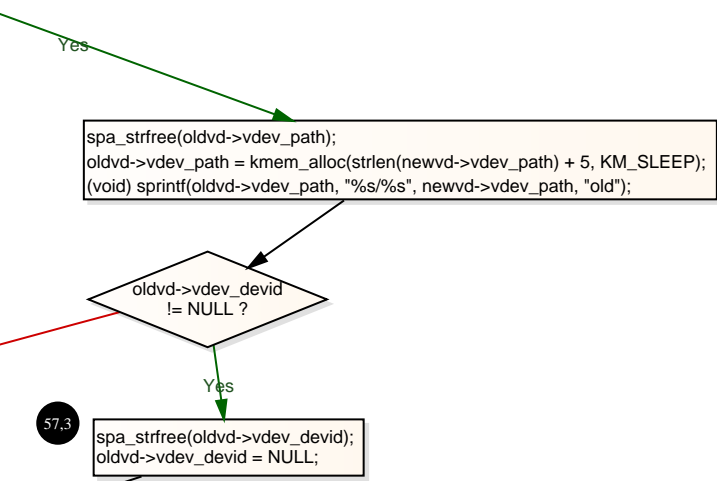 Yes
spa_strfree(oldvd->vdev_path);
oldvd->vdev_path = kmem_alloc(strlen(newvd->vdev_path) + 5, KM_SLEEP);
(void) sprintf(oldvd->vdev_path, "%s/%s", newvd->vdev_path, "old");
oldvd->vdev_devid
!= NULL ?
Yes
57,3
spa_strfree(oldvd->vdev_devid);
oldvd->vdev_devid = NULL;